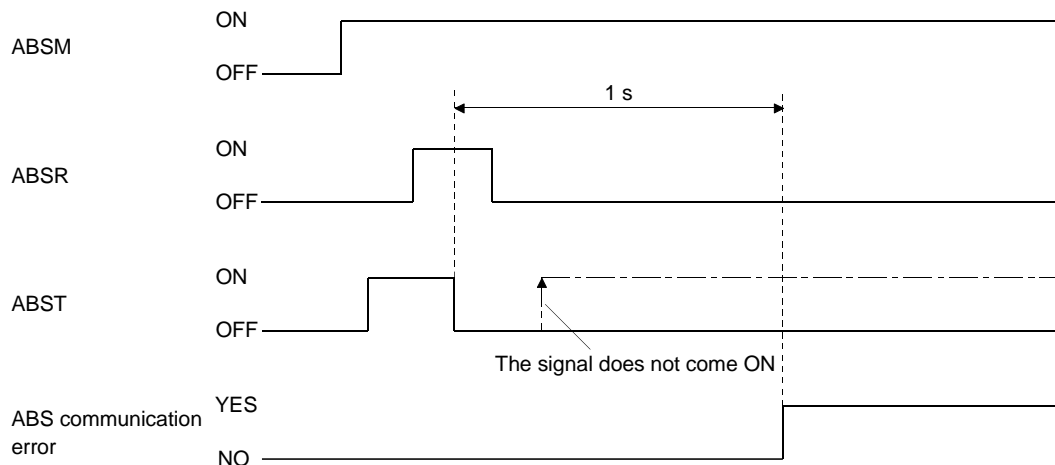 ON
ABSM
OFF
1 s
ON
ABSR
OFF
ON
ABST
OFF
The signal does not come ON
YES
ABS communication
error
NO